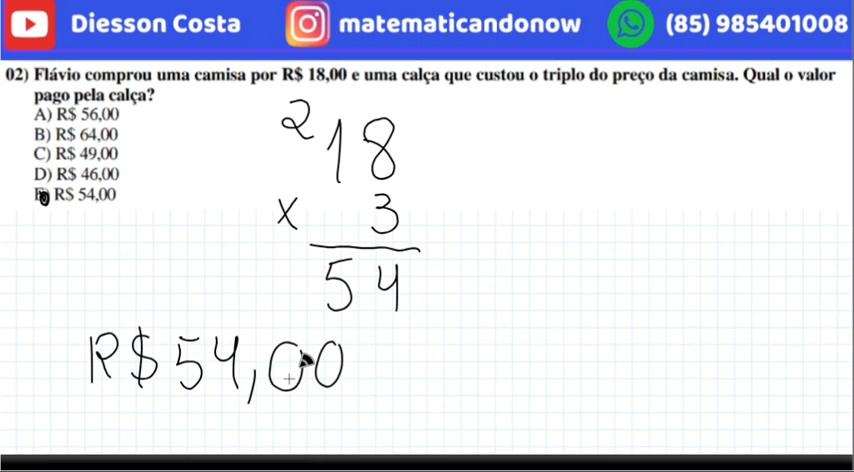 Diesson Costa matematicandonow (85) 985401008
02) Flávio comprou uma camisa por R$ 18,00 e uma calça que custou o triplo do preço da camisa. Qual o valor
pago pela calça?
A) R$ 56,00
B) R$ 64,00
C) R$ 49,00
D) R$ 46,00
R$ 54,00
2 18
x 3
54
R$54,00